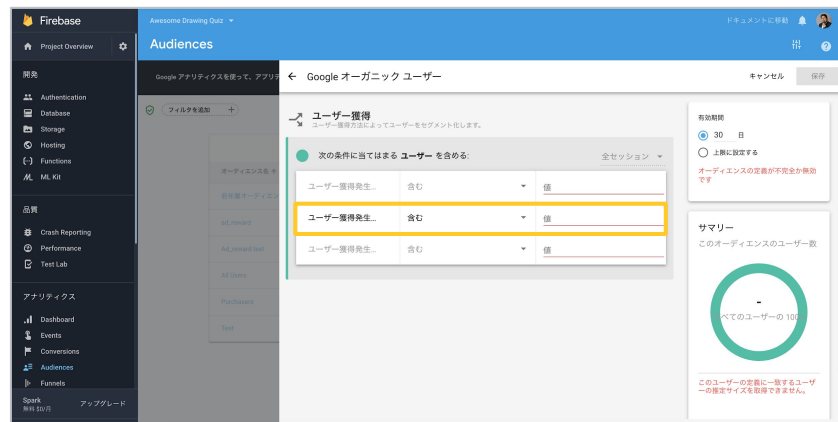 Firebase
Project Overview
開発
Authentication
Database
Storage
Hosting
Functions
ML Kit
品質
Crash Reporting
Performance
Test Lab
アナリティクス
Dashboard
Events
Conversions
Audiences
Funnels
Spark
無料 $0/月
アップグレード
Awesome Drawing Quiz
ドキュメントに移動
Audiences
Google アナリティクスを使って、アプリ
フィルタを追加
オーディエンス名
ad_reward
Ad_reward test
All Users
Purchasers
Test
Google オーガニック ユーザー
キャンセル
保存
ユーザー獲得
ユーザー獲得方法によってユーザーをセグメント化します。
次の条件に当てはまる ユーザー を含める:
全セッション
ユーザー獲得発生... 含む 値
ユーザー獲得発生... 含む 値
ユーザー獲得発生... 含む 値
有効期間
30 日
上限に設定する
オーディエンスの定義が不完全か無効
です
サマリー
このオーディエンスのユーザー数
-
べてのユーザーの 100
このユーザーの定義に一致するユーザ
ーの推定サイズを取得できません。